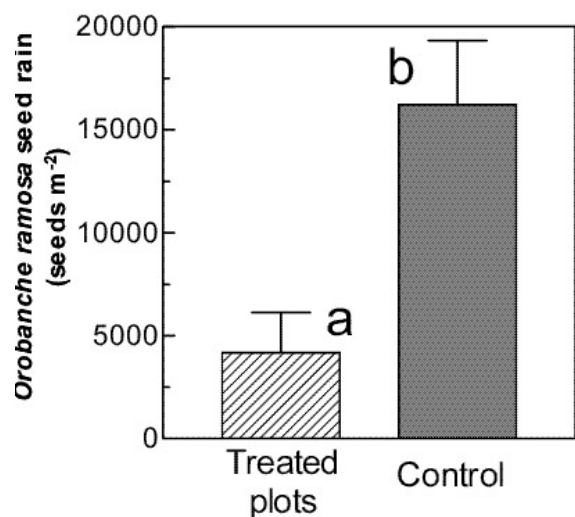 Orobanche ramosa seed rain
(seeds m⁻²)
20000
15000
10000
5000
0
a
b
Treated
plots
Control